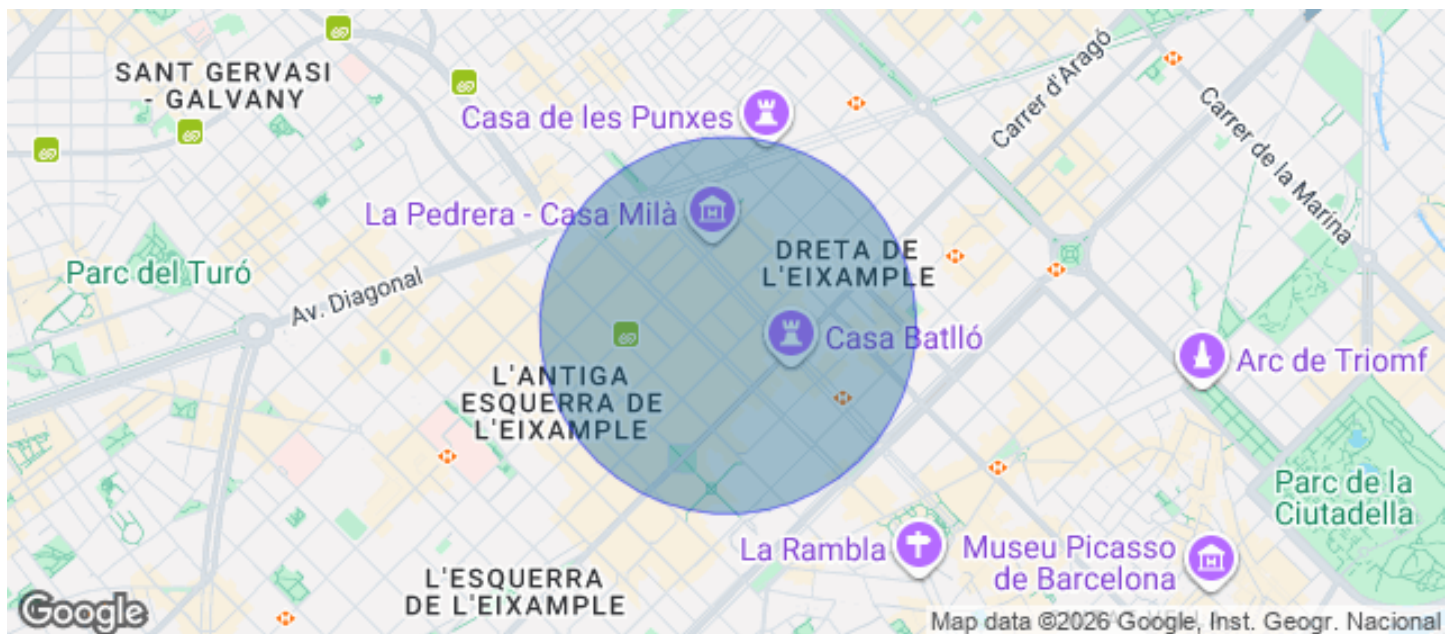 SANT GERVASI
- GALVANY
Casa de les Punxes
Carrer d'Aragó
Carrer de la Marina
La Pedrera - Casa Milà
DRETA DE
L'EIXAMPLE
Parc del Turó
Av. Diagonal
Casa Batlló
Arc de Triomf
L'ANTIGA
ESQUERRA DE
L'EIXAMPLE
Parc de la
Ciutadella
La Rambla
Museu Picasso
de Barcelona
L'ESQUERRA
DE L'EIXAMPLE
Google
Map data ©2026 Google, Inst. Geogr. Nacional